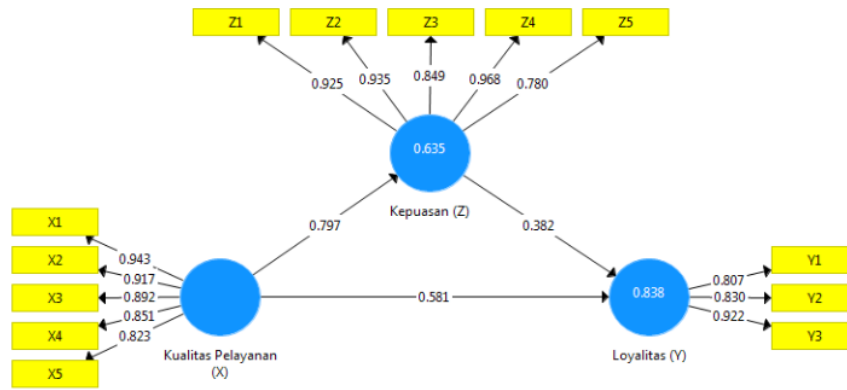 Z1 Z2 Z3 Z4 Z5
0.925 0.935 0.849 0.968 0.780
0.635
Kepuasan (Z)
0.797
0.382
X1
X2
X3
X4
X5
0.943
0.917
0.892
0.851
0.823
Kualitas Pelayanan
(X)
0.581
0.838
Loyalitas (Y)
0.807
0.830
0.922
Y1
Y2
Y3